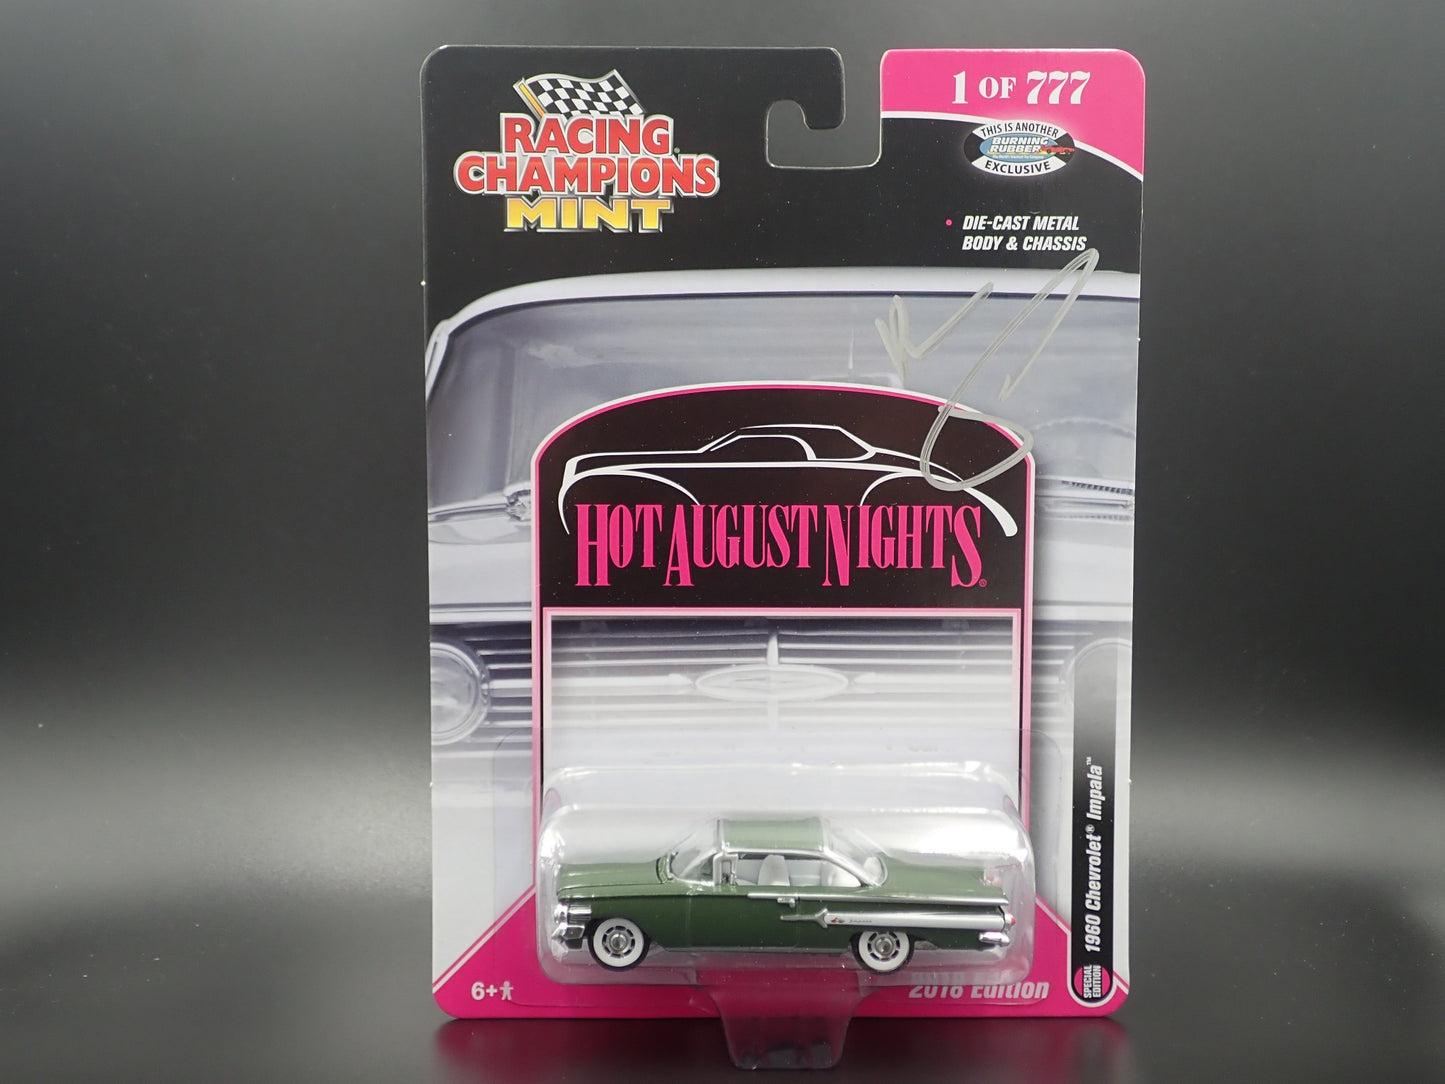 RACING
CHAMPIONS
MINT
1 OF 777
THIS IS ANOTHER
BURNING
RUBBER
EXCLUSIVE
• DIE-CAST METAL
BODY & CHASSIS
HOT AUGUST NIGHTS®
1960 Chevrolet® Impala™
SPECIAL
EDITION
2018 Edition
6+